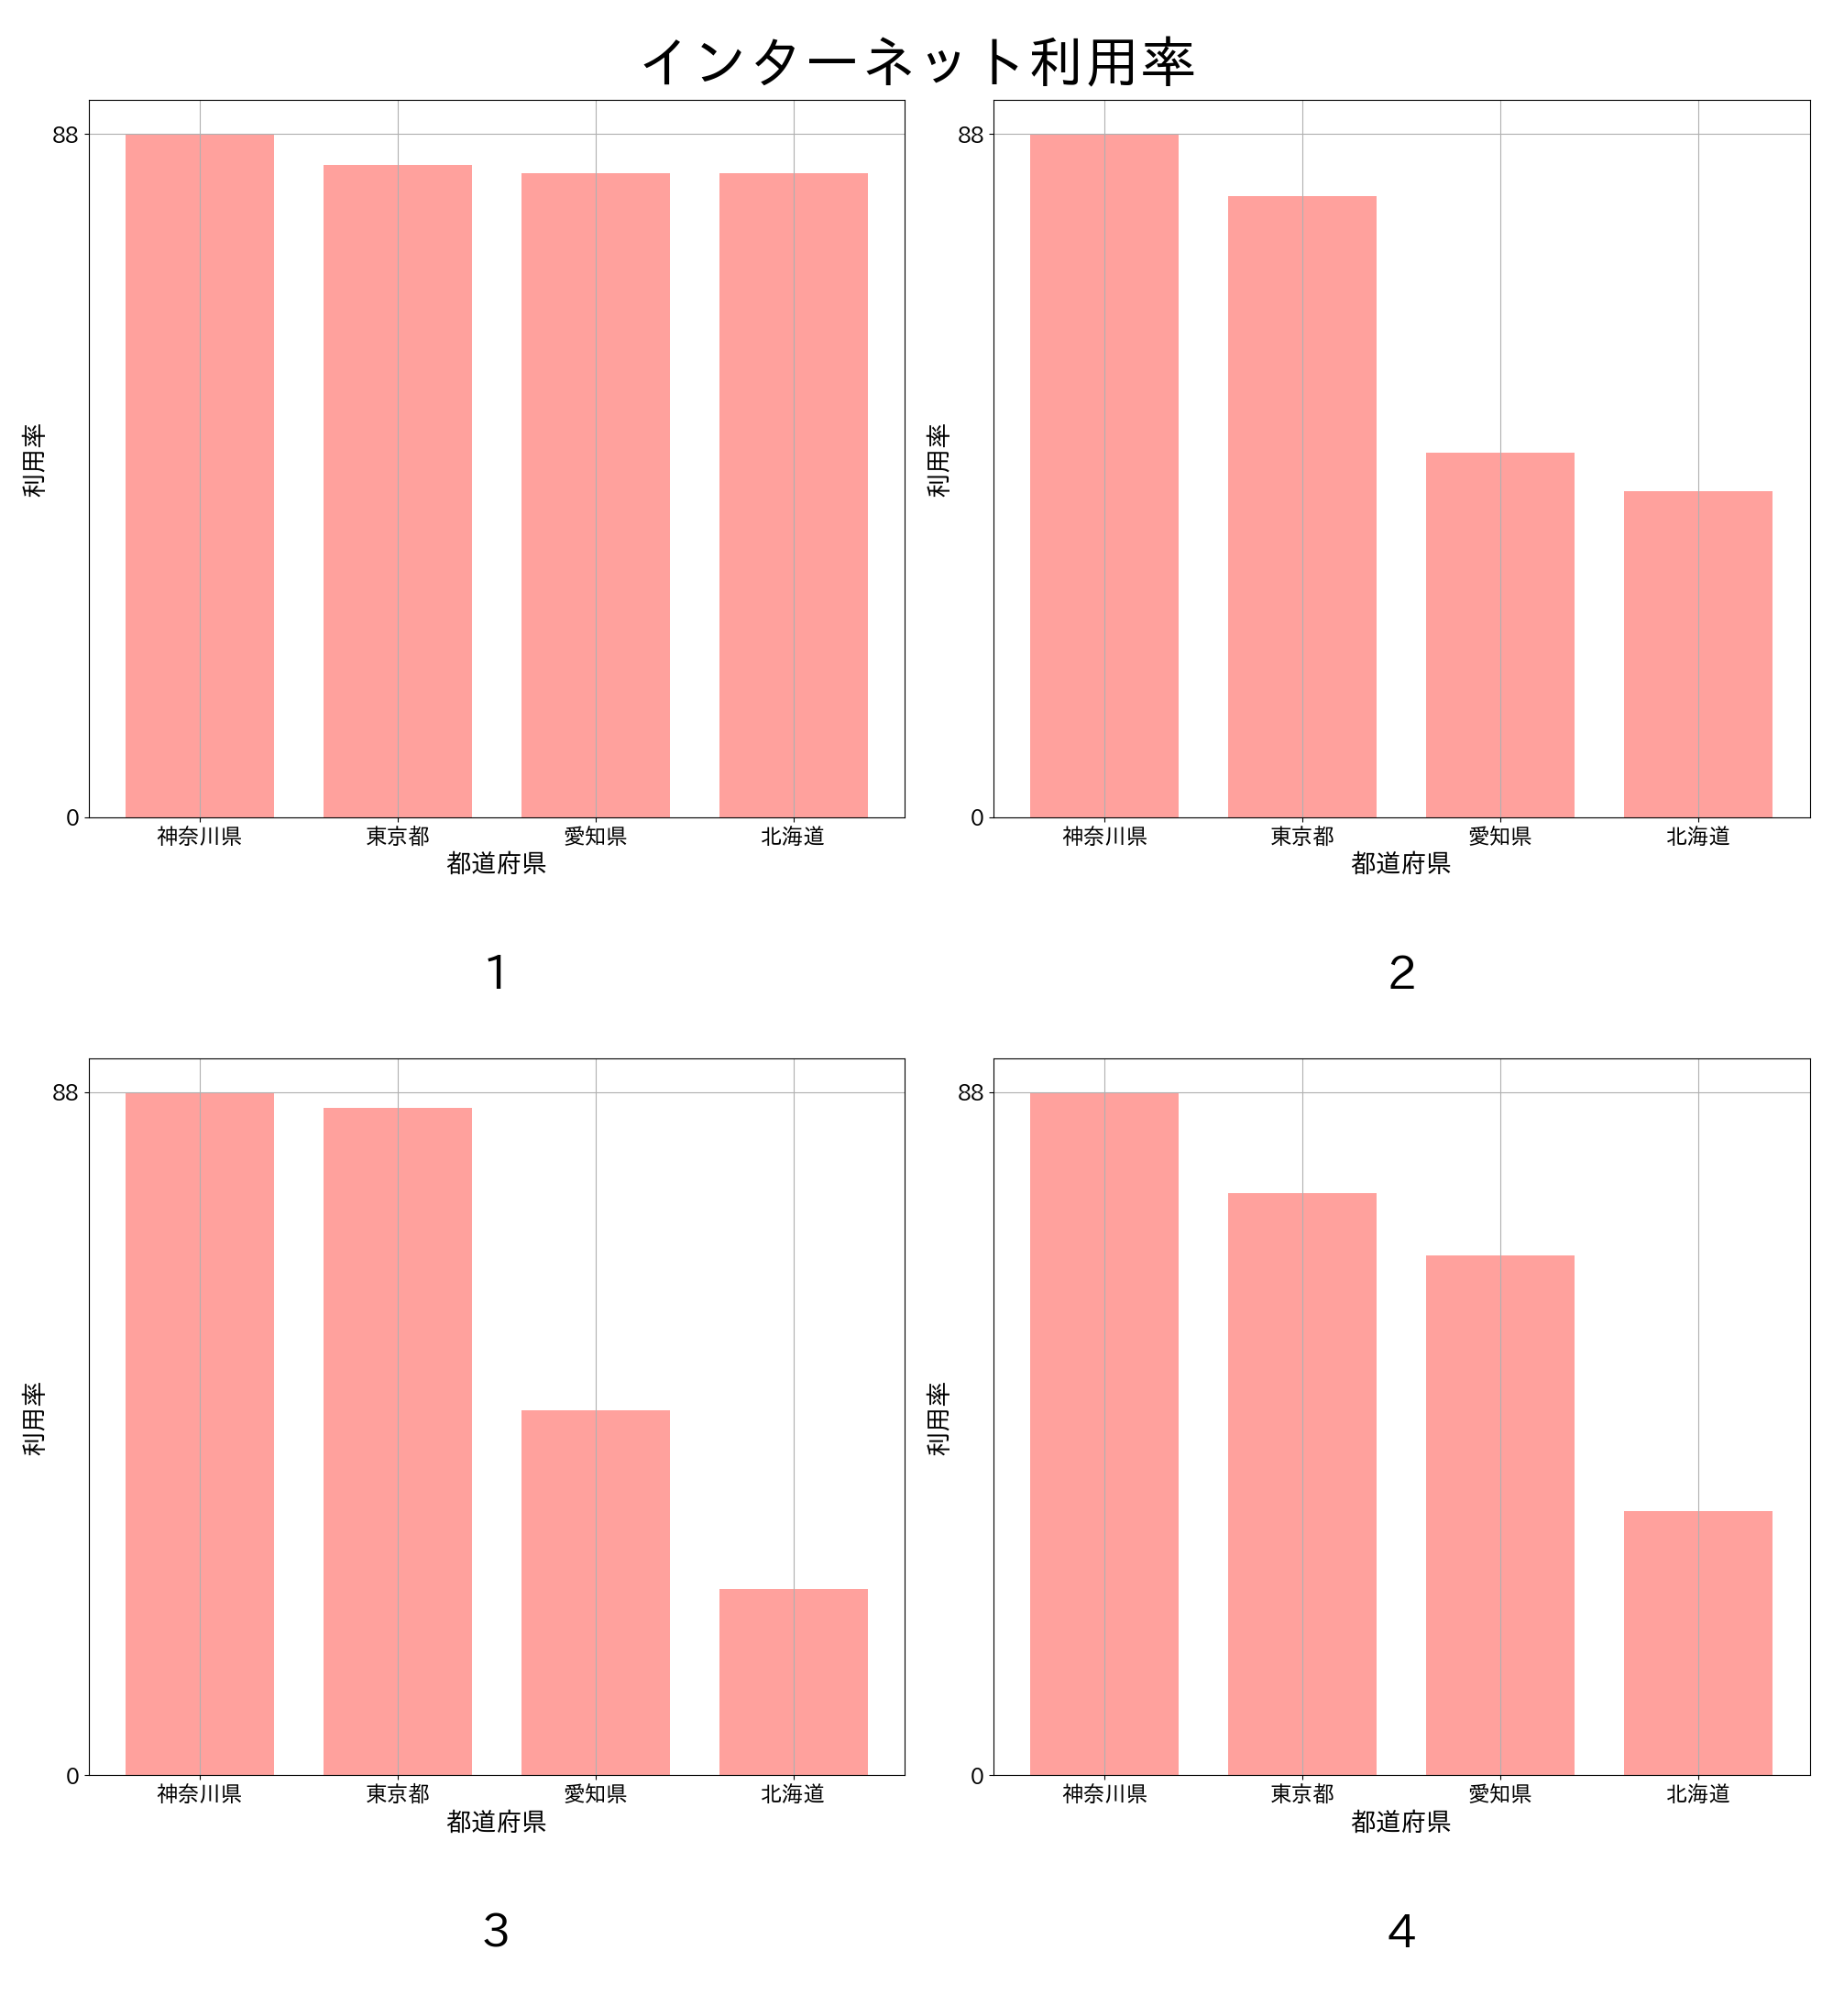 インターネット利用率
88
0
利用率
神奈川県 東京都 愛知県 北海道
都道府県
1
88
0
利用率
神奈川県 東京都 愛知県 北海道
都道府県
2
88
0
利用率
神奈川県 東京都 愛知県 北海道
都道府県
3
88
0
利用率
神奈川県 東京都 愛知県 北海道
都道府県
4